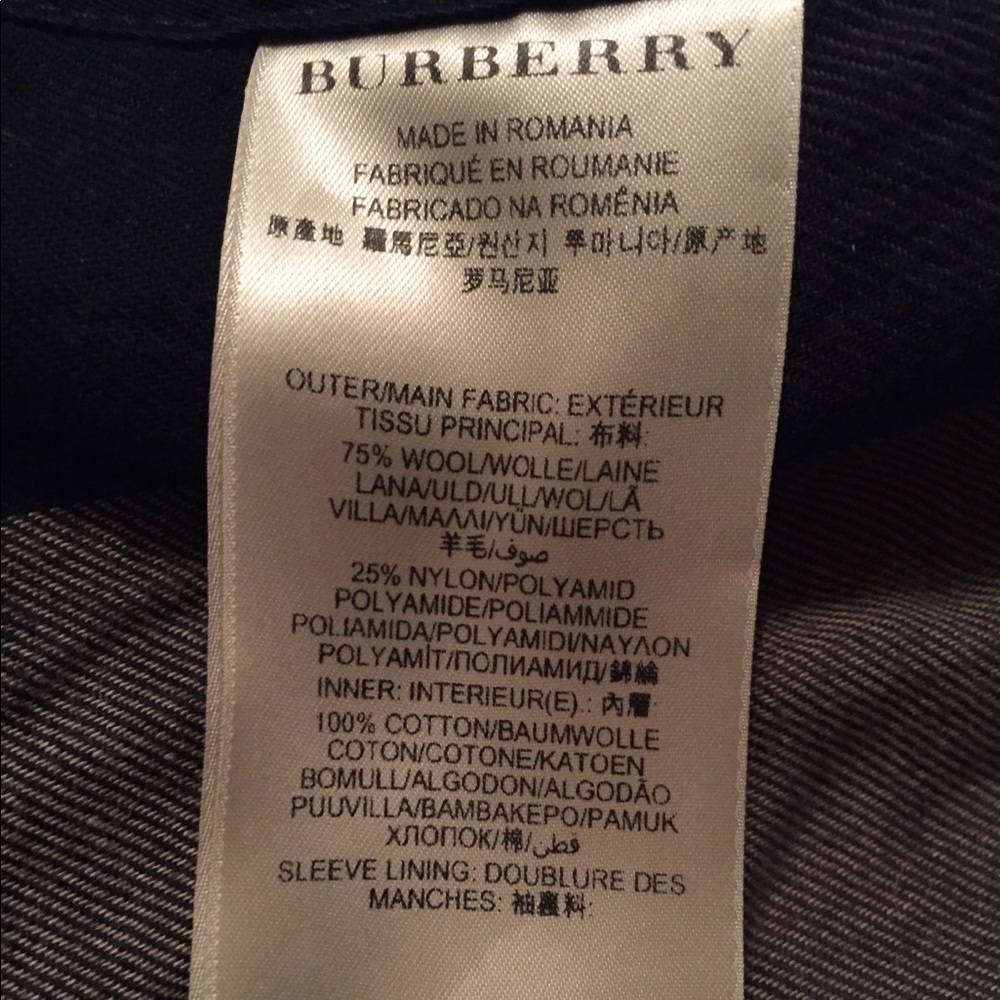 BURBERRY
MADE IN ROMANIA
FABRIQUÉ EN ROUMANIE
FABRICADO NA ROMÉNIA
原產地 羅馬尼亞/원산지 루마니아/原产地
罗马尼亚
OUTER/MAIN FABRIC: EXTÉRIEUR
TISSU PRINCIPAL: 布料:
75% WOOL/WOLLE/LAINE
LANA/ULD/ULL/WOL/LÃ
VILLA/ΜΑΛΛΙ/YÜN/ШЕРСТЬ
羊毛/صوف
25% NYLON/POLYAMID
POLYAMIDE/POLIAMMIDE
POLIAMIDA/POLYAMIDI/ΝΑΥΛΟΝ
POLYAMİT/ПОЛИАМИД/錦綸
INNER: INTERIEUR(E).: 內層:
100% COTTON/BAUMWOLLE
COTON/COTONE/KATOEN
BOMULL/ALGODON/ALGODÃO
PUUVILLA/ΒΑΜΒΑΚΕΡΟ/PAMUK
ХЛОПОК/棉/قطن
SLEEVE LINING: DOUBLURE DES
MANCHES: 袖裏料: